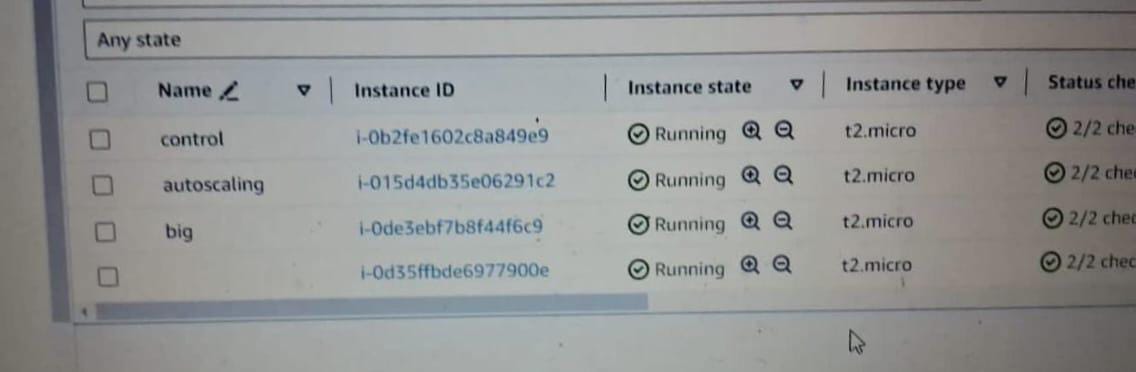 Any state
Name Instance ID Instance state Instance type Status che
control i-0b2fe1602c8a849e9 Running t2.micro 2/2 che
autoscaling i-015d4db35e06291c2 Running t2.micro 2/2 chec
big i-0de3ebf7b8f44f6c9 Running t2.micro 2/2 chec
i-0d35ffbde6977900e Running t2.micro 2/2 chec